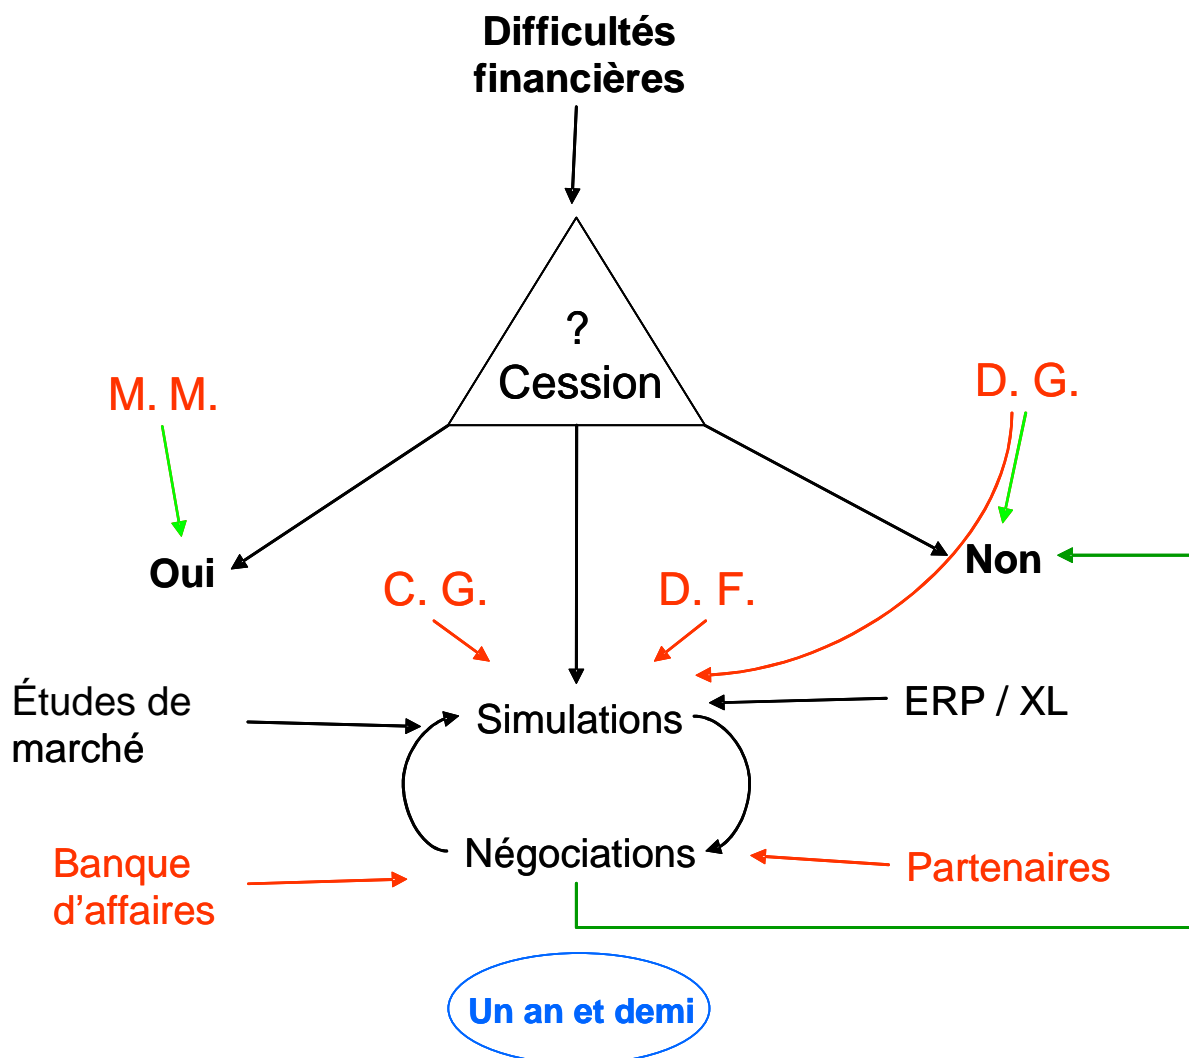 Difficultés
financières
?
Cession
M. M.
D. G.
Oui
Non
C. G.
D. F.
Études de
marché
Simulations
ERP / XL
Négociations
Banque
d'affaires
Partenaires
Un an et demi